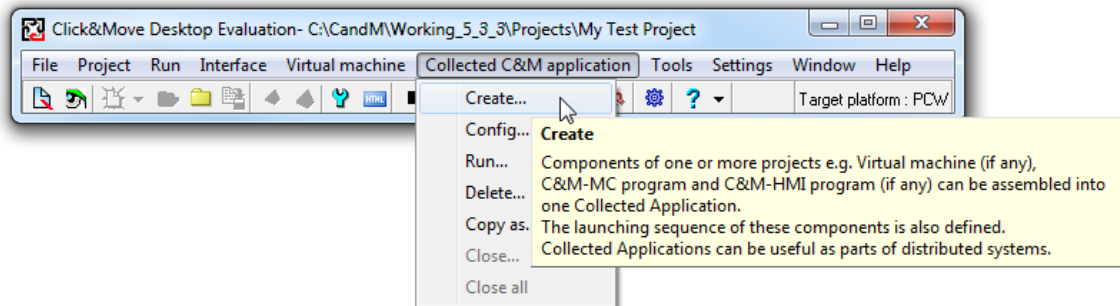 Click&Move Desktop Evaluation- C:\CandM\Working_5_3_3\Projects\My Test Project
File Project Run Interface Virtual machine Collected C&M application Tools Settings Window Help
HTML ? Target platform : PCW
Create...
Config...
Create
Run...
Components of one or more projects e.g. Virtual machine (if any),
C&M-MC program and C&M-HMI program (if any) can be assembled into
Delete...
one Collected Application.
Copy as.
The launching sequence of these components is also defined.
Close...
Collected Applications can be useful as parts of distributed systems.
Close all